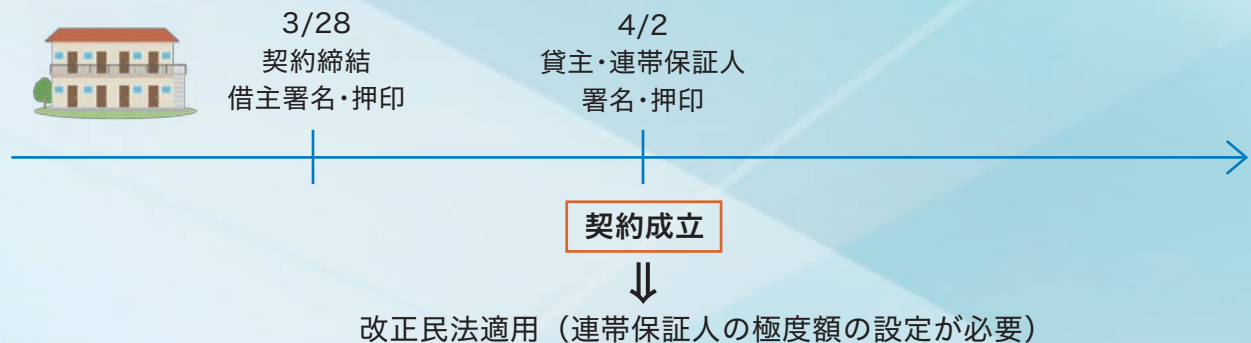 3/28
契約締結
借主署名・押印
4/2
貸主・連帯保証人
署名・押印
契約成立
⇓
改正民法適用（連帯保証人の極度額の設定が必要）